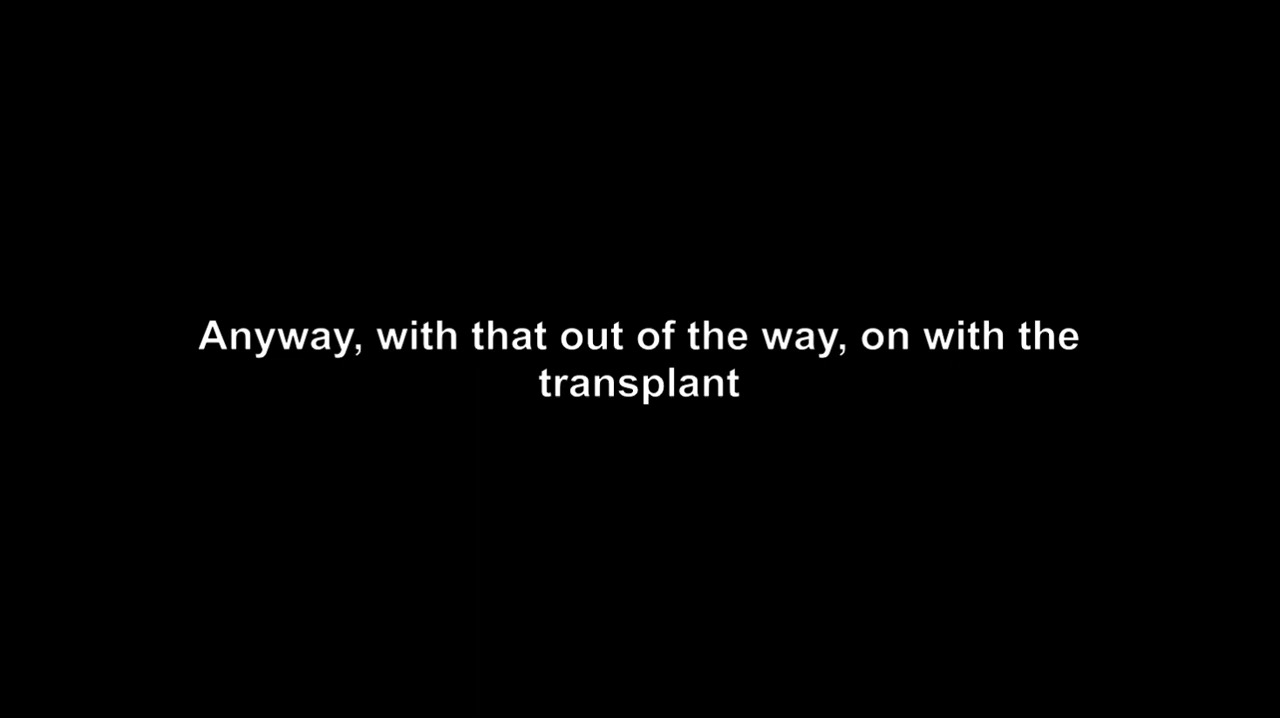 Anyway, with that out of the way, on with the
transplant